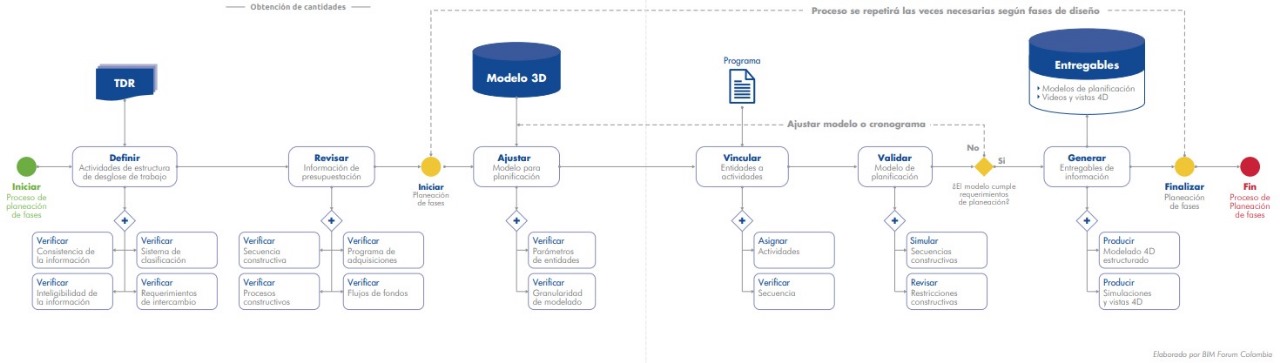 Obtención de cantidades
Proceso se repetirá las veces necesarias según fases de diseño
TDR
Modelo 3D
Programa
Entregables
Modelos de planificación
Videos y vistas 4D
Ajustar modelo o cronograma
Iniciar
Proceso de
planeación
de fases
Definir
Actividades de estructura
de desglose de trabajo
Revisar
Información de
presupuestación
Iniciar
Planeación
de fases
Ajustar
Modelo para
planificación
Vincular
Entidades a
actividades
Validar
Modelo de
planificación
No
Si
¿El modelo cumple
requerimientos
de planeación?
Generar
Entregables de
información
Finalizar
Planeación
de fases
Fin
Proceso de
Planeación
de fases
Verificar
Consistencia de
la información
Verificar
Sistema de
clasificación
Verificar
Inteligibilidad de
la información
Verificar
Requerimientos
de intercambio
Verificar
Secuencia
constructiva
Verificar
Programa de
adquisiciones
Verificar
Procesos
constructivos
Verificar
Flujos de fondos
Verificar
Parámetros
de entidades
Verificar
Granularidad
de modelado
Asignar
Actividades
Verificar
Secuencia
Simular
Secuencias
constructivas
Revisar
Restricciones
constructivas
Producir
Modelado 4D
estructurado
Producir
Simulaciones
y vistas 4D
Elaborado por BIM Forum Colombia